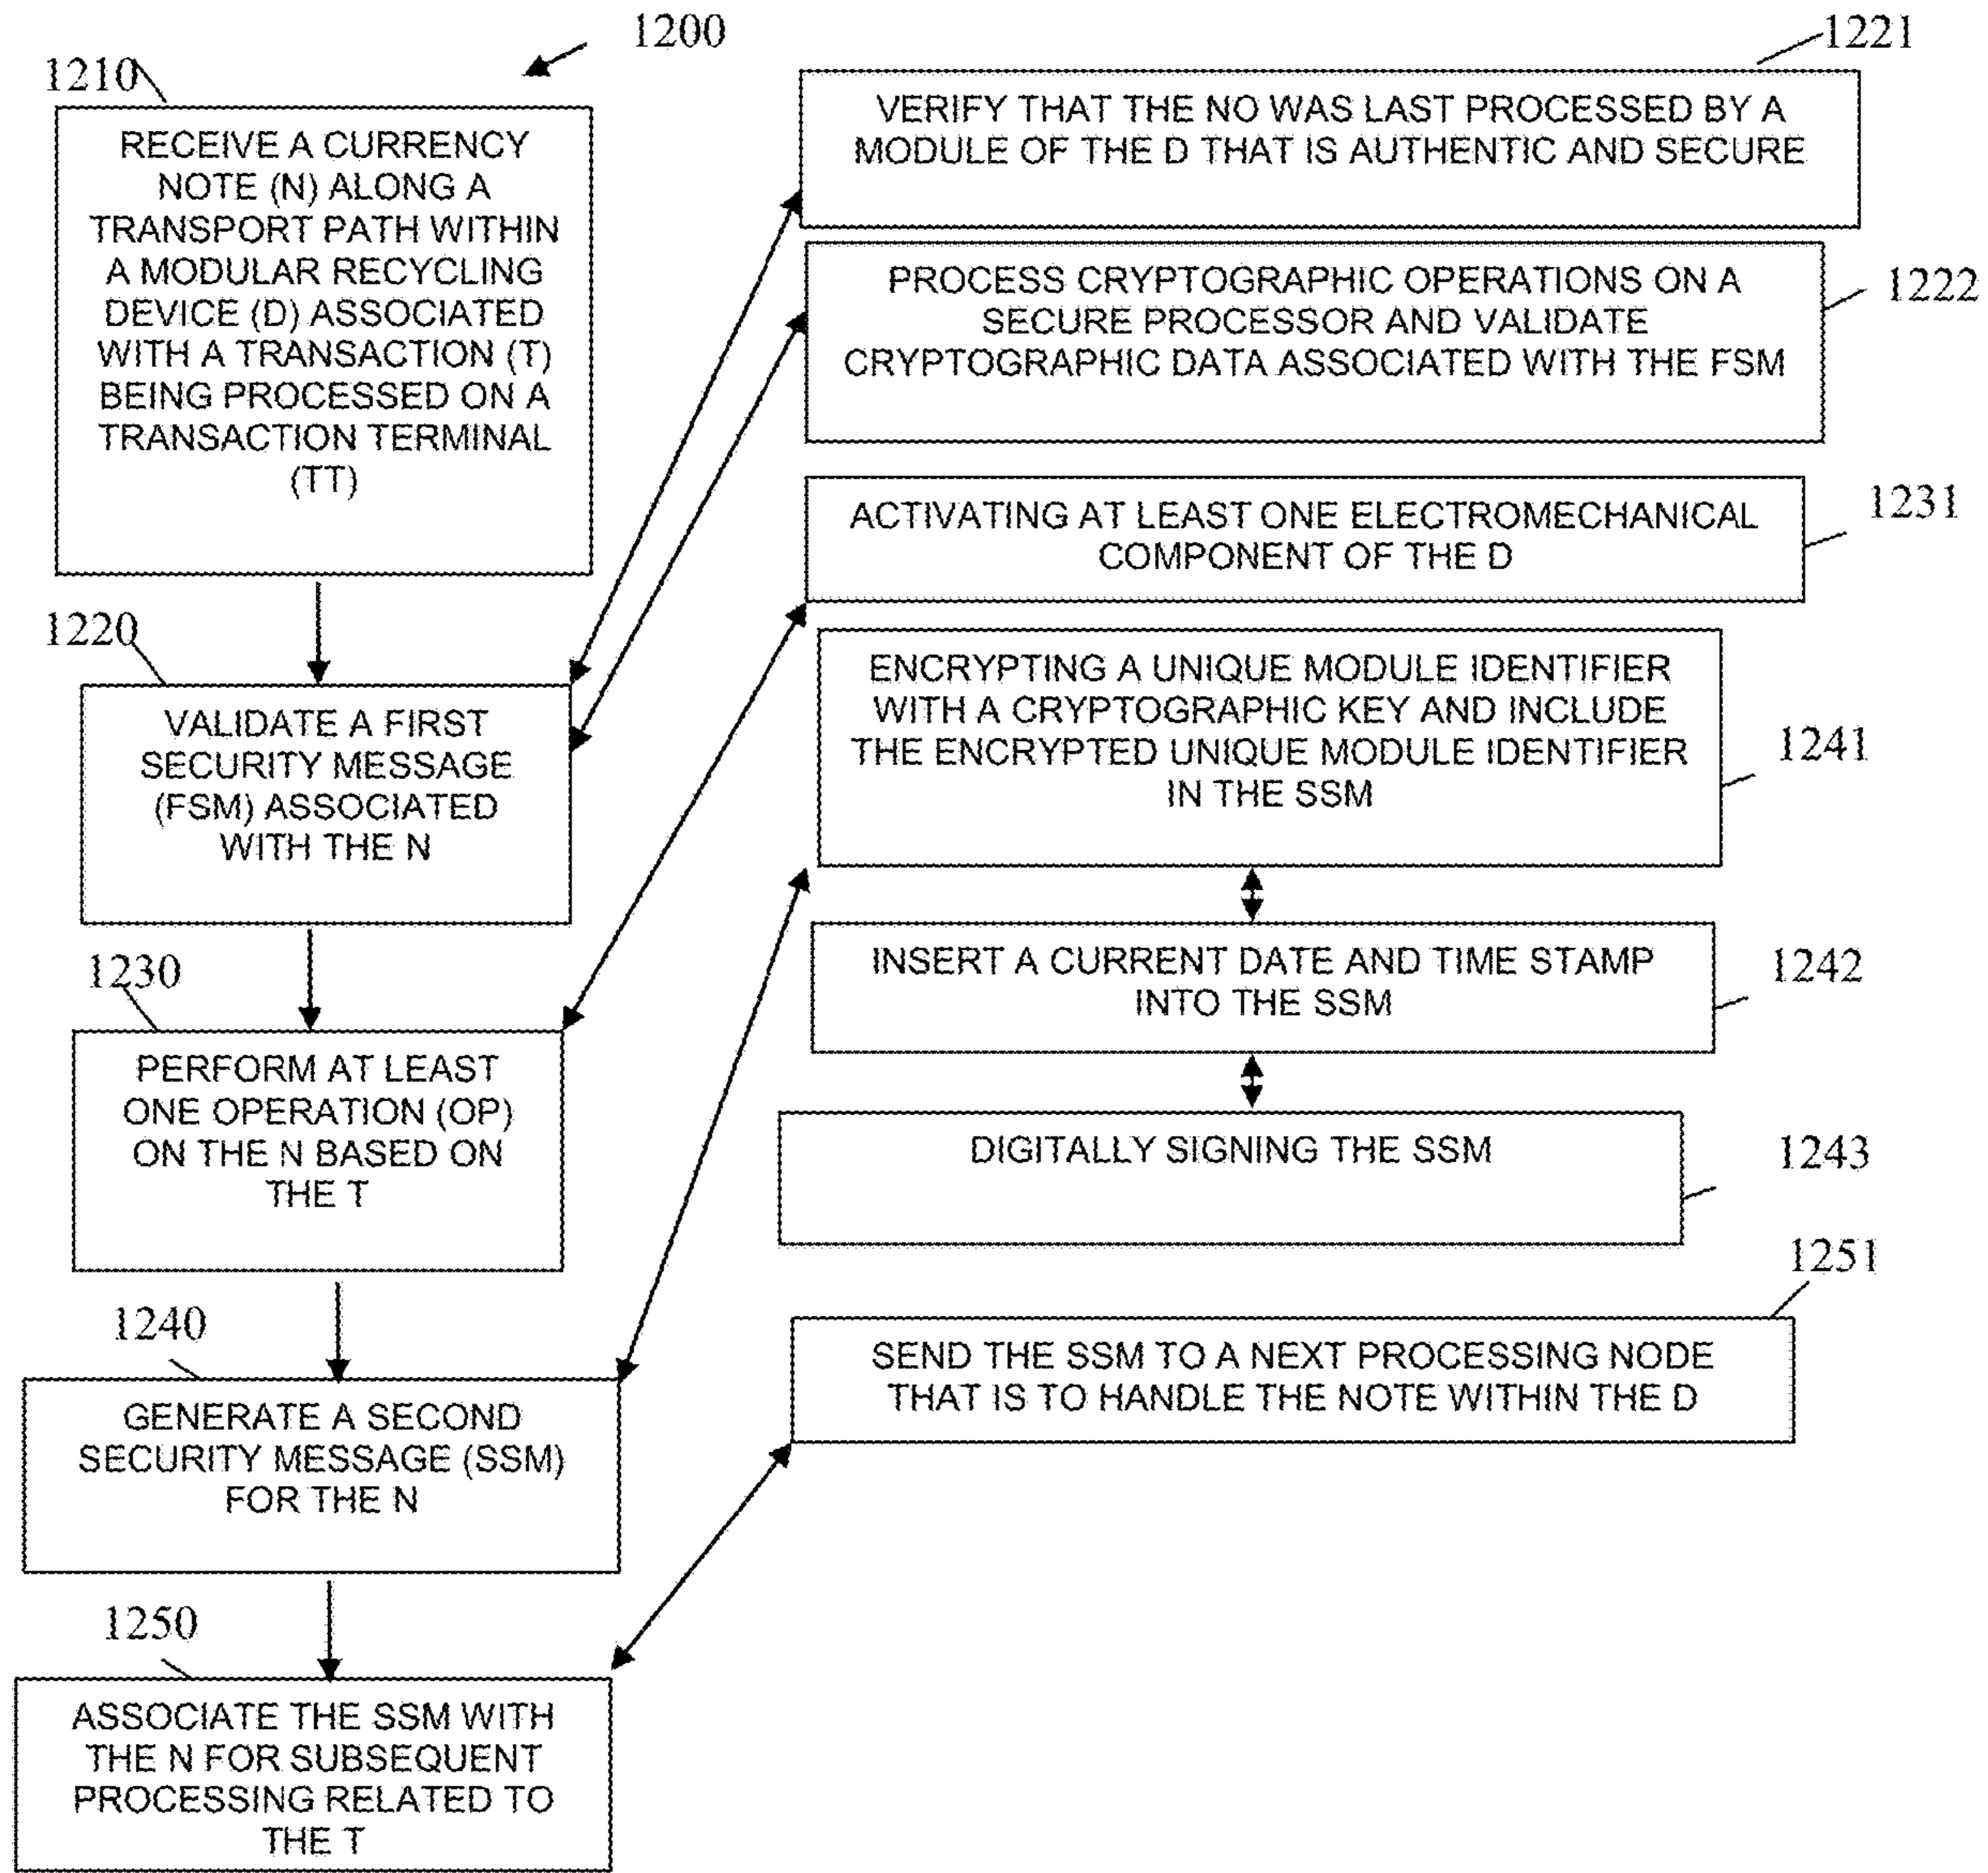 1200
1210
RECEIVE A CURRENCY
NOTE (N) ALONG A
TRANSPORT PATH WITHIN
A MODULAR RECYCLING
DEVICE (D) ASSOCIATED
WITH A TRANSACTION (T)
BEING PROCESSED ON A
TRANSACTION TERMINAL
(TT)
1220
VALIDATE A FIRST
SECURITY MESSAGE
(FSM) ASSOCIATED
WITH THE N
1230
PERFORM AT LEAST
ONE OPERATION (OP)
ON THE N BASED ON
THE T
1240
GENERATE A SECOND
SECURITY MESSAGE (SSM)
FOR THE N
1250
ASSOCIATE THE SSM WITH
THE N FOR SUBSEQUENT
PROCESSING RELATED TO
THE T
1221
VERIFY THAT THE NO WAS LAST PROCESSED BY A
MODULE OF THE D THAT IS AUTHENTIC AND SECURE
1222
PROCESS CRYPTOGRAPHIC OPERATIONS ON A
SECURE PROCESSOR AND VALIDATE
CRYPTOGRAPHIC DATA ASSOCIATED WITH THE FSM
1231
ACTIVATING AT LEAST ONE ELECTROMECHANICAL
COMPONENT OF THE D
1241
ENCRYPTING A UNIQUE MODULE IDENTIFIER
WITH A CRYPTOGRAPHIC KEY AND INCLUDE
THE ENCRYPTED UNIQUE MODULE IDENTIFIER
IN THE SSM
1242
INSERT A CURRENT DATE AND TIME STAMP
INTO THE SSM
1243
DIGITALLY SIGNING THE SSM
1251
SEND THE SSM TO A NEXT PROCESSING NODE
THAT IS TO HANDLE THE NOTE WITHIN THE D